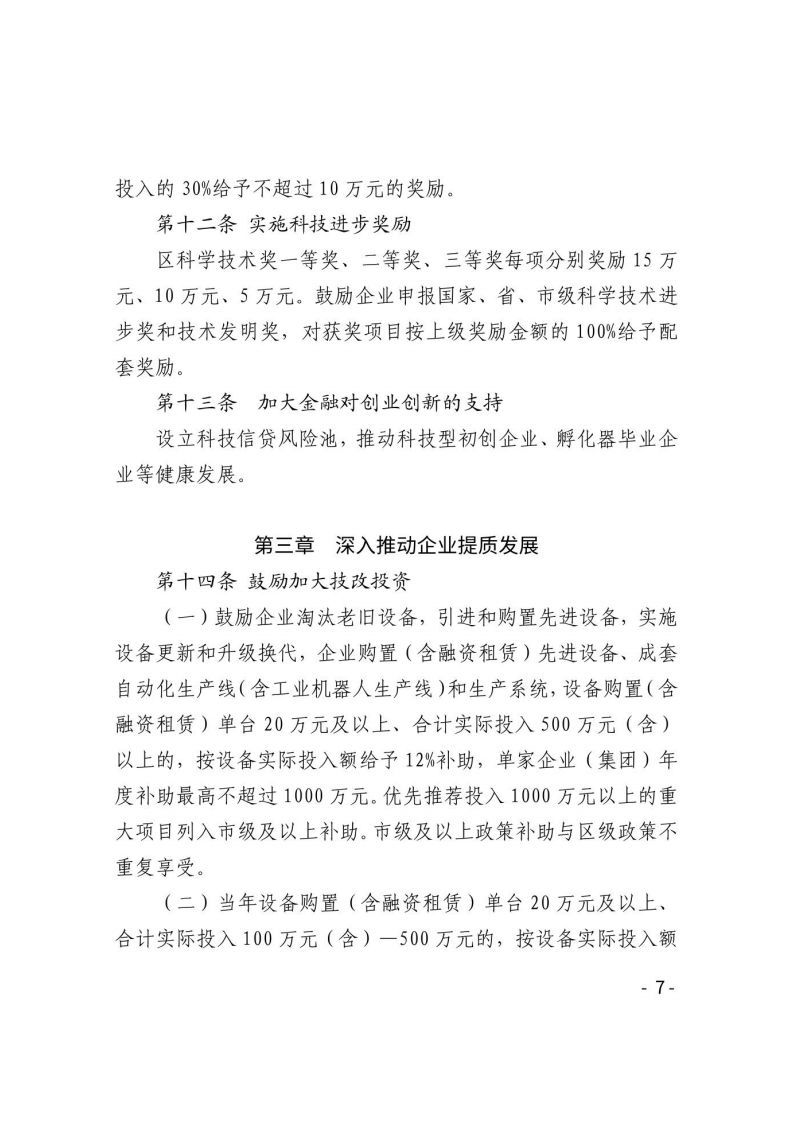 投入的 30%给予不超过 10 万元的奖励。
第十二条 实施科技进步奖励
区科学技术奖一等奖、二等奖、三等奖每项分别奖励 15 万
元、10 万元、5 万元。鼓励企业申报国家、省、市级科学技术进
步奖和技术发明奖，对获奖项目按上级奖励金额的 100%给予配
套奖励。
第十三条　加大金融对创业创新的支持
设立科技信贷风险池，推动科技型初创企业、孵化器毕业企
业等健康发展。
第三章　深入推动企业提质发展
第十四条 鼓励加大技改投资
（一）鼓励企业淘汰老旧设备，引进和购置先进设备，实施
设备更新和升级换代，企业购置（含融资租赁）先进设备、成套
自动化生产线（含工业机器人生产线）和生产系统，设备购置（含
融资租赁）单台 20 万元及以上、合计实际投入 500 万元（含）
以上的，按设备实际投入额给予 12%补助，单家企业（集团）年
度补助最高不超过 1000 万元。优先推荐投入 1000 万元以上的重
大项目列入市级及以上补助。市级及以上政策补助与区级政策不
重复享受。
（二）当年设备购置（含融资租赁）单台 20 万元及以上、
合计实际投入 100 万元（含）—500 万元的，按设备实际投入额
- 7 -